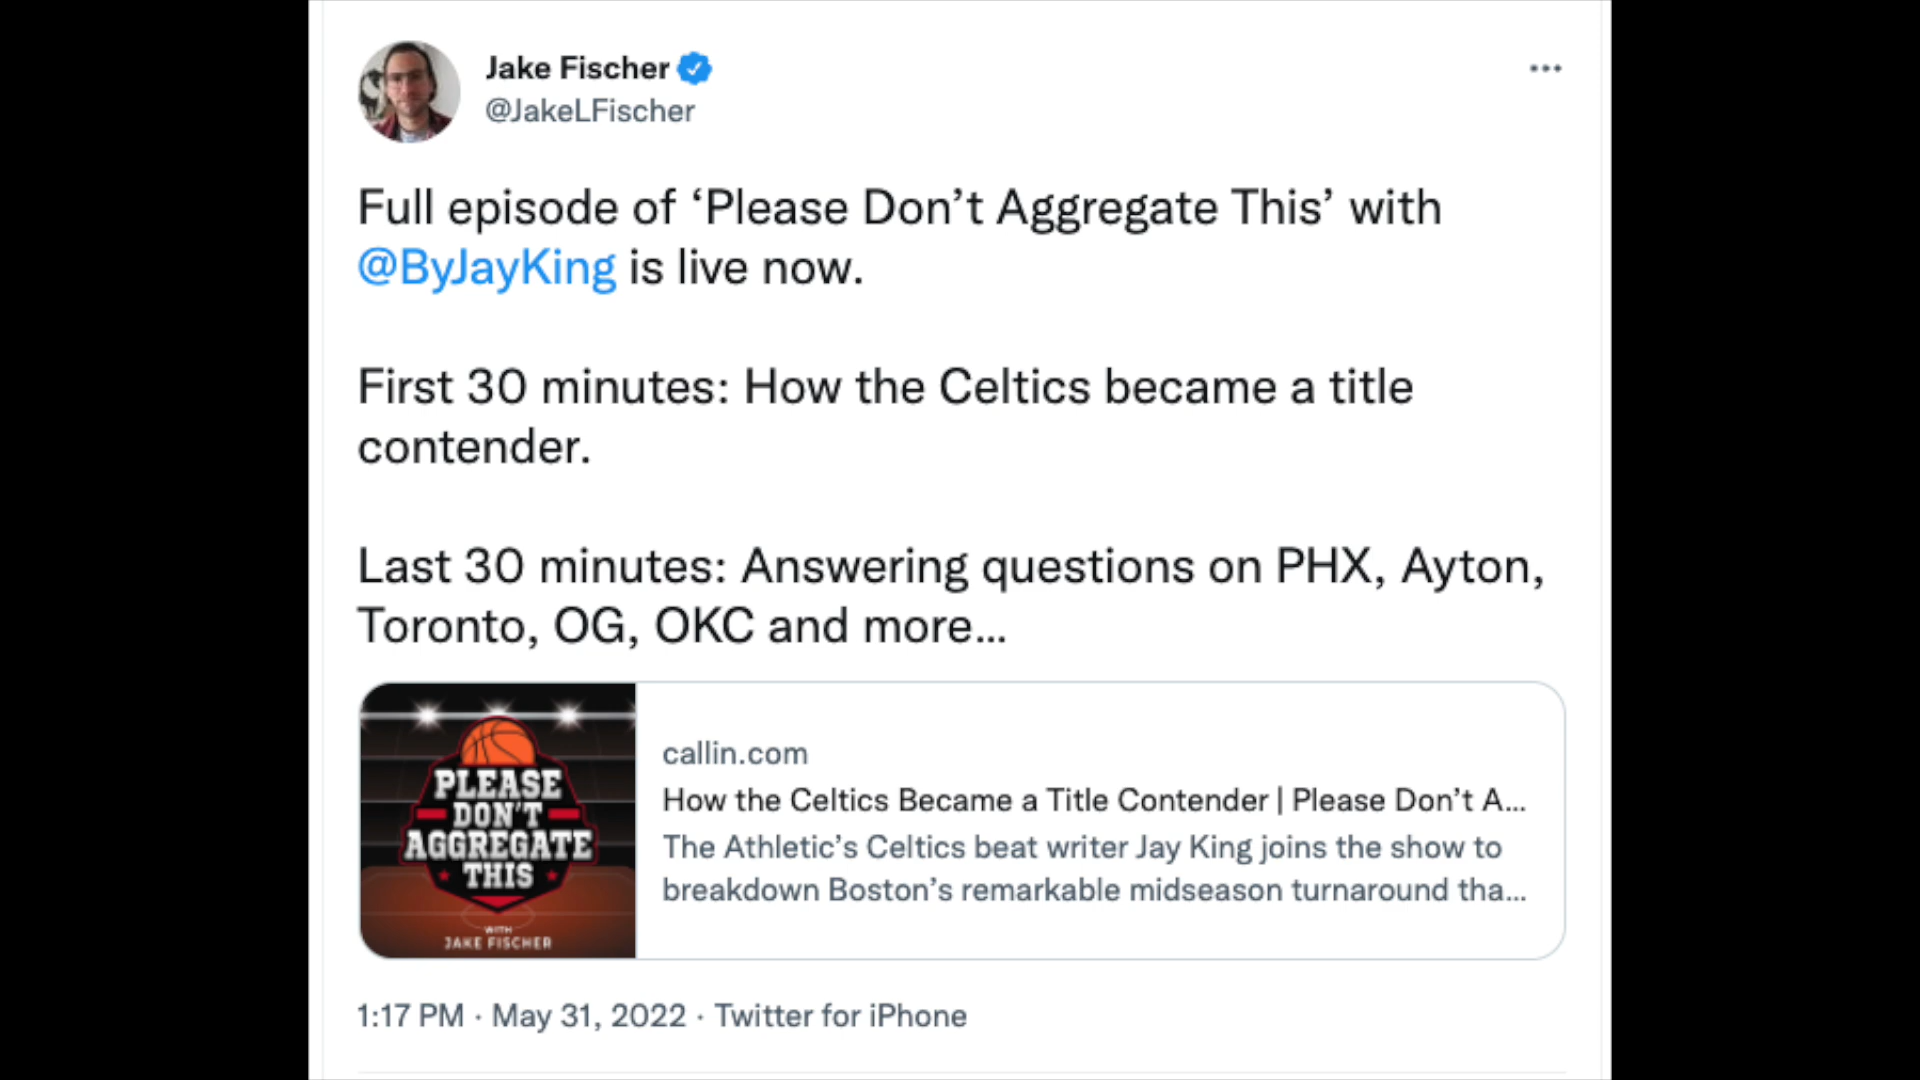 Jake Fischer
@JakeLFischer
Full episode of ‘Please Don’t Aggregate This’ with
@ByJayKing is live now.
First 30 minutes: How the Celtics became a title
contender.
Last 30 minutes: Answering questions on PHX, Ayton,
Toronto, OG, OKC and more...
PLEASE
DON'T
AGGREGATE
THIS
WITH
JAKE FISCHER
callin.com
How the Celtics Became a Title Contender | Please Don’t A...
The Athletic’s Celtics beat writer Jay King joins the show to
breakdown Boston’s remarkable midseason turnaround tha...
1:17 PM · May 31, 2022 · Twitter for iPhone